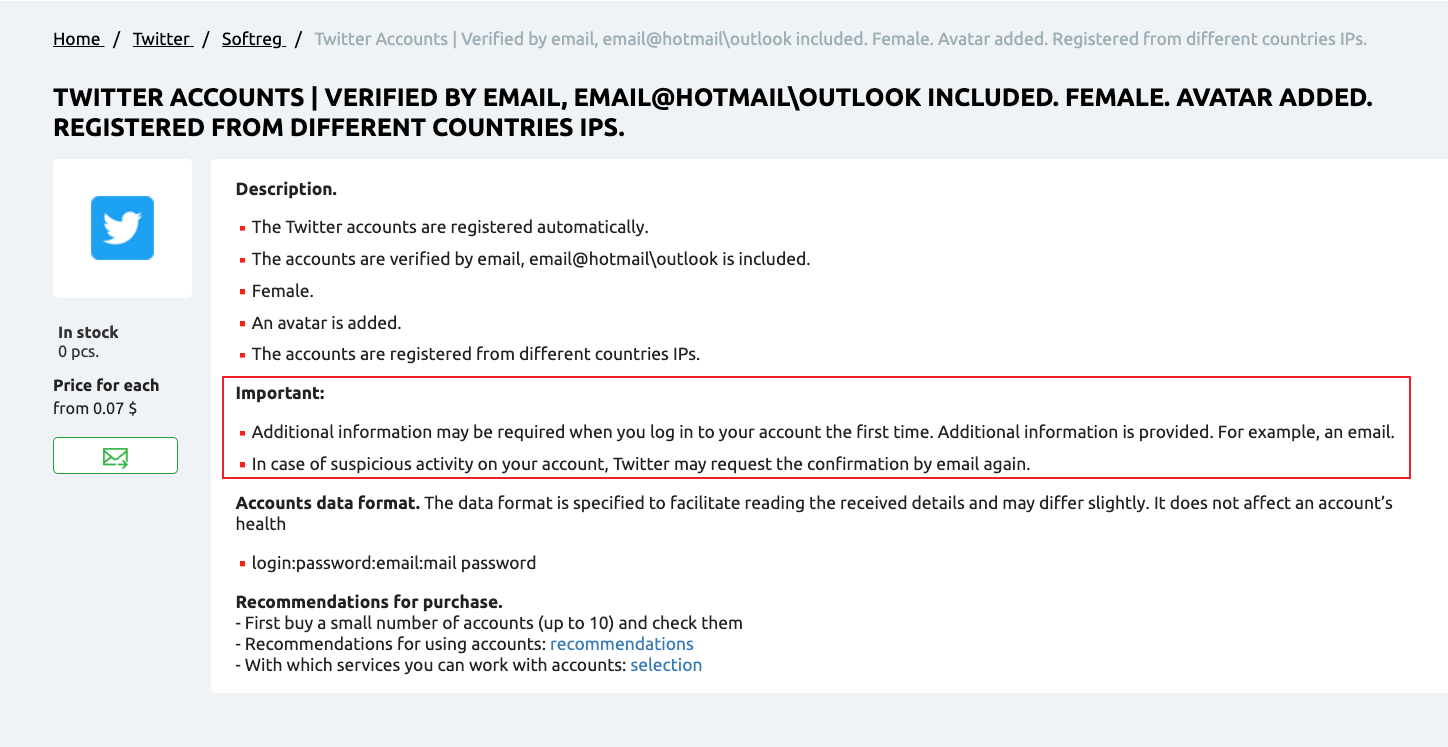 Home / Twitter / Softreg / Twitter Accounts | Verified by email, email@hotmail\outlook included. Female. Avatar added. Registered from different countries IPs.
TWITTER ACCOUNTS | VERIFIED BY EMAIL, EMAIL@HOTMAIL\OUTLOOK INCLUDED. FEMALE. AVATAR ADDED.
REGISTERED FROM DIFFERENT COUNTRIES IPS.
In stock
0 pcs.
Price for each
from 0.07 $
Description.
The Twitter accounts are registered automatically.
The accounts are verified by email, email@hotmail\outlook is included.
Female.
An avatar is added.
The accounts are registered from different countries IPs.
Important:
Additional information may be required when you log in to your account the first time. Additional information is provided. For example, an email.
In case of suspicious activity on your account, Twitter may request the confirmation by email again.
Accounts data format. The data format is specified to facilitate reading the received details and may differ slightly. It does not affect an account’s
health
login:password:email:mail password
Recommendations for purchase.
- First buy a small number of accounts (up to 10) and check them
- Recommendations for using accounts: recommendations
- With which services you can work with accounts: selection